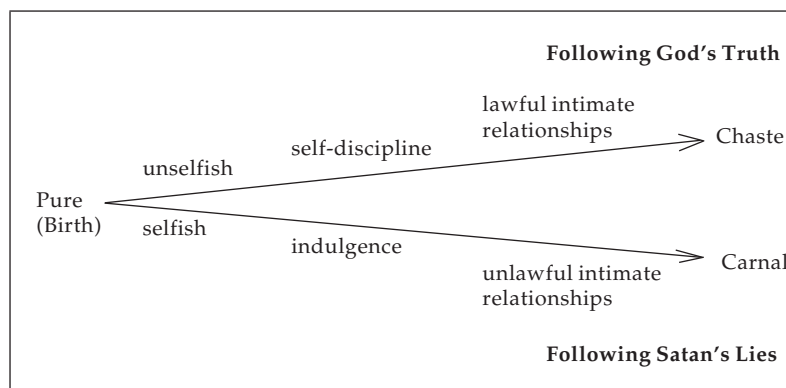 Following God's Truth
lawful intimate
relationships
Chaste
self-discipline
unselfish
Pure
(Birth)
selfish
indulgence
Carnal
unlawful intimate
relationships
Following Satan's Lies